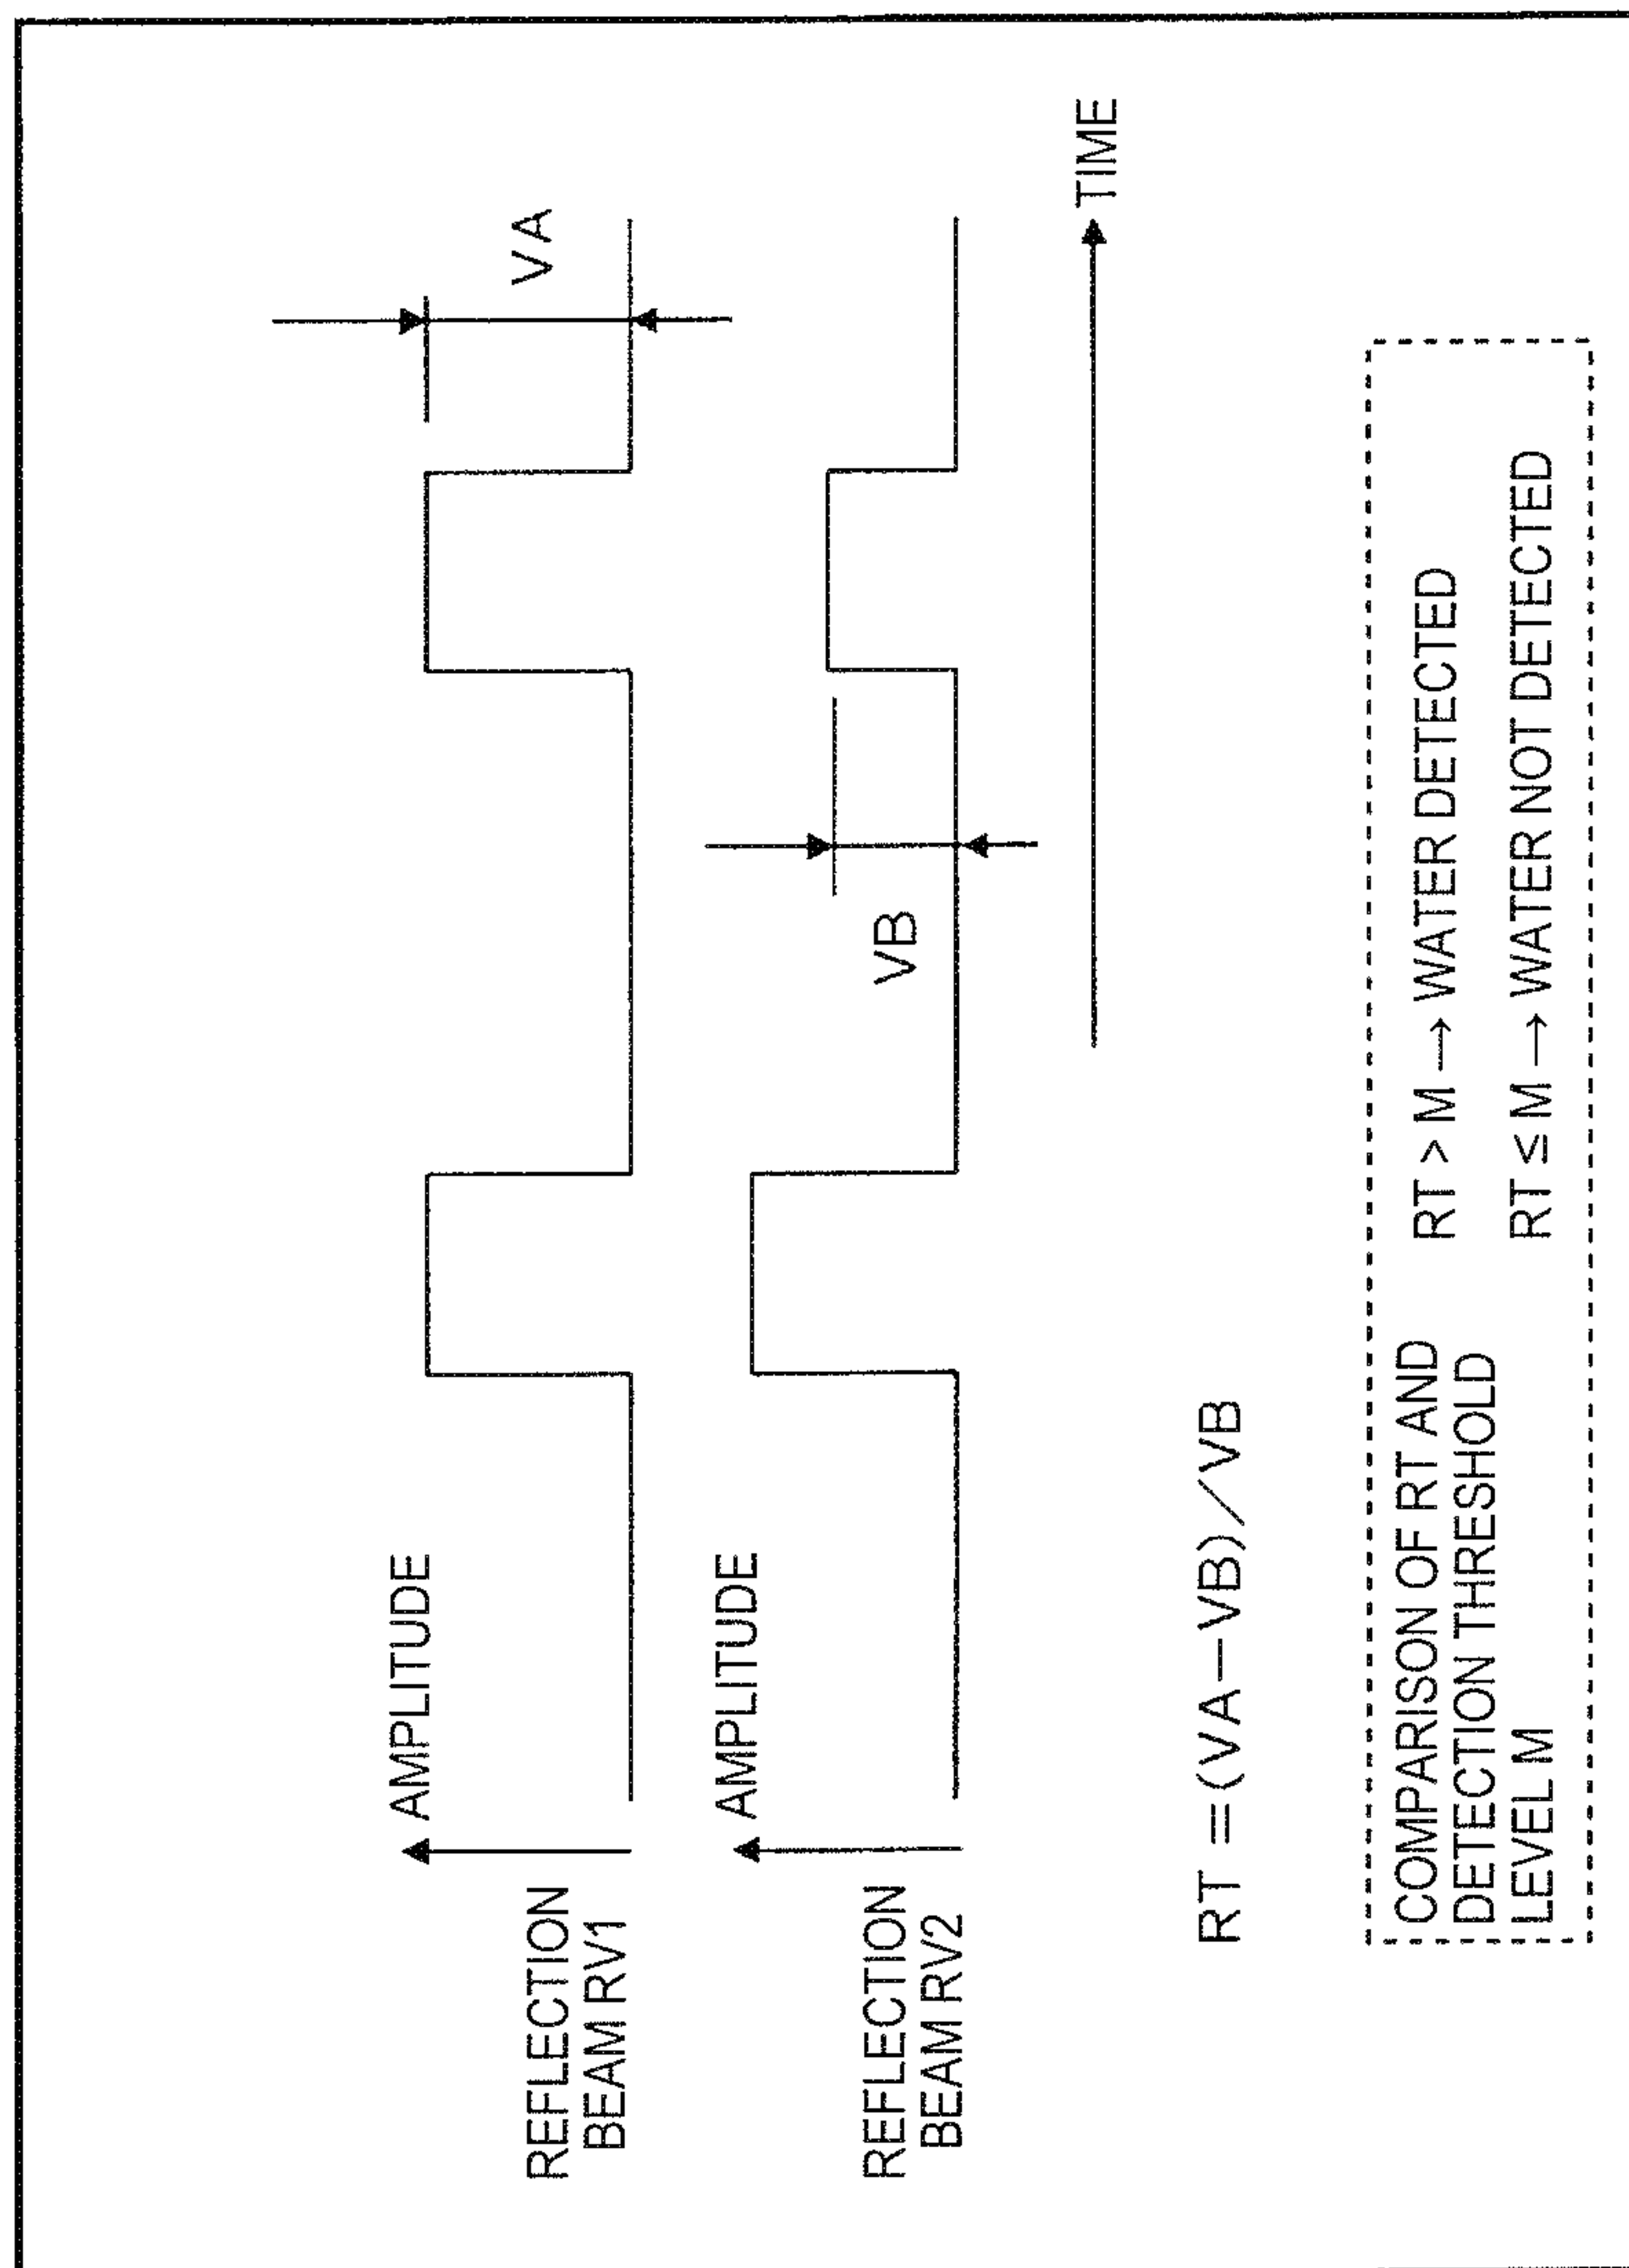 AMPLITUDE
REFLECTION
BEAM RV1
VA
AMPLITUDE
REFLECTION
BEAM RV2
VB
TIME
RT =(VA−VB)/VB
COMPARISON OF RT AND
DETECTION THRESHOLD
LEVEL M
RT > M → WATER DETECTED
RT ≤ M → WATER NOT DETECTED